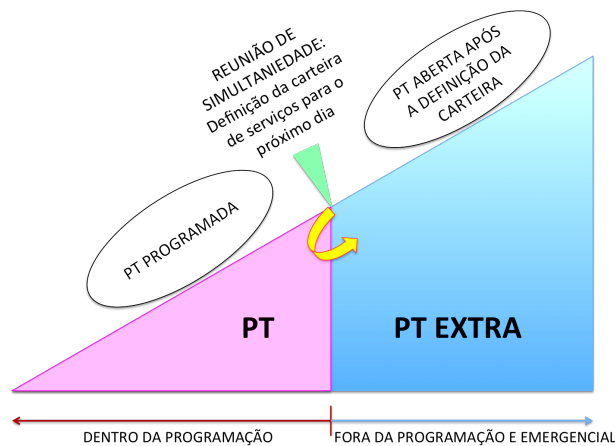 REUNIÃO DE
SIMULTANIEDADE:
Definição da carteira
de serviços para o
próximo dia
PT ABERTA APÓS
A DEFINIÇÃO DA
CARTEIRA
PT PROGRAMADA
PT
PT EXTRA
DENTRO DA PROGRAMAÇÃO
FORA DA PROGRAMAÇÃO E EMERGENCIAL